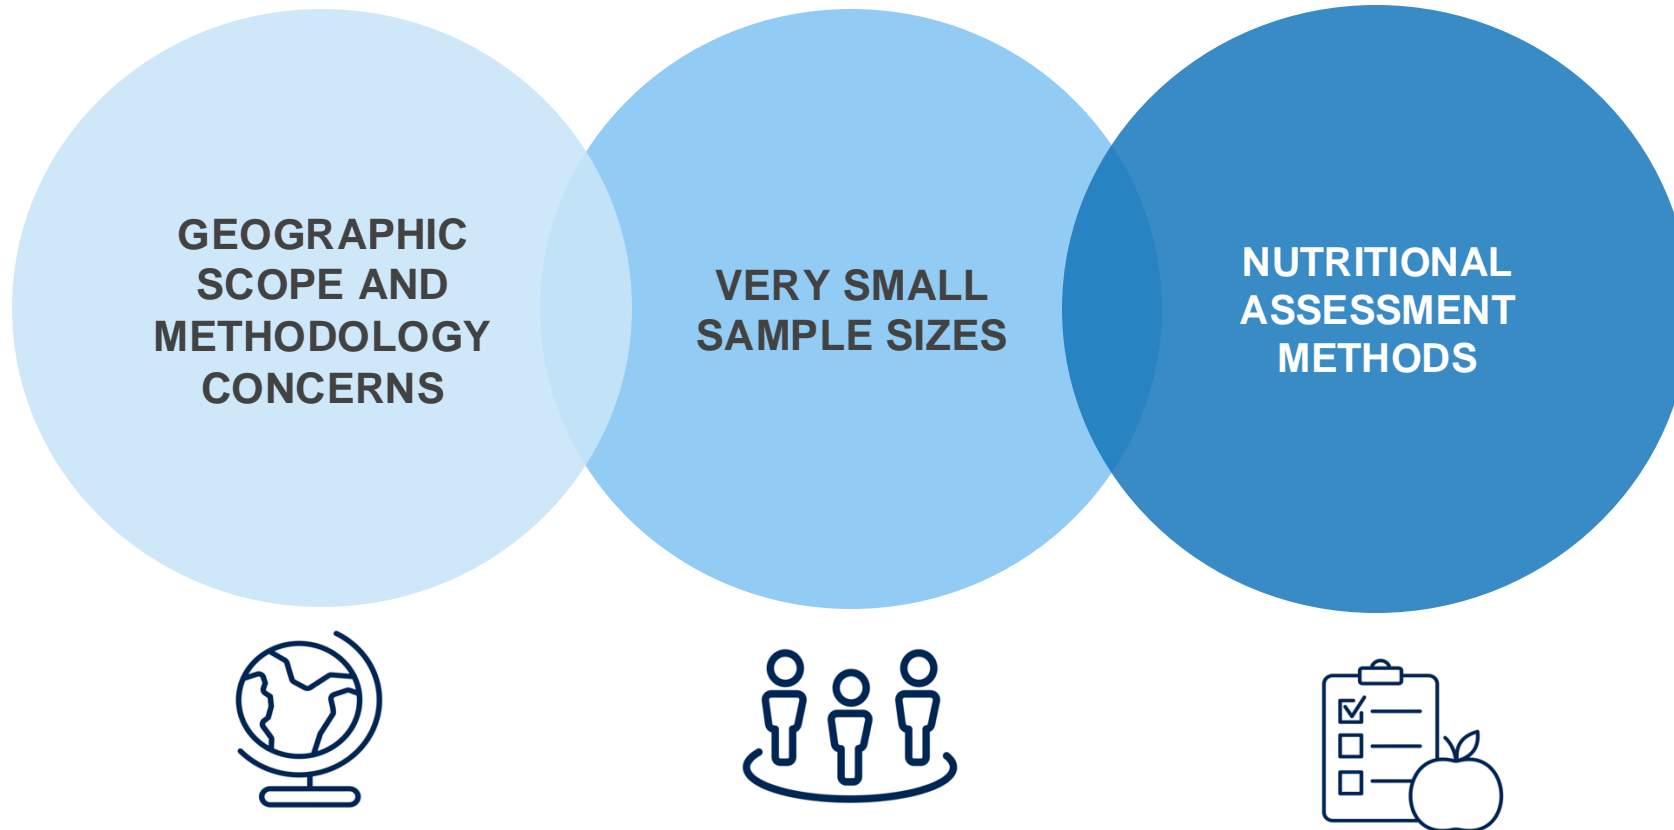 GEOGRAPHIC
SCOPE AND
METHODOLOGY
CONCERNS
VERY SMALL
SAMPLE SIZES
NUTRITIONAL
ASSESSMENT
METHODS